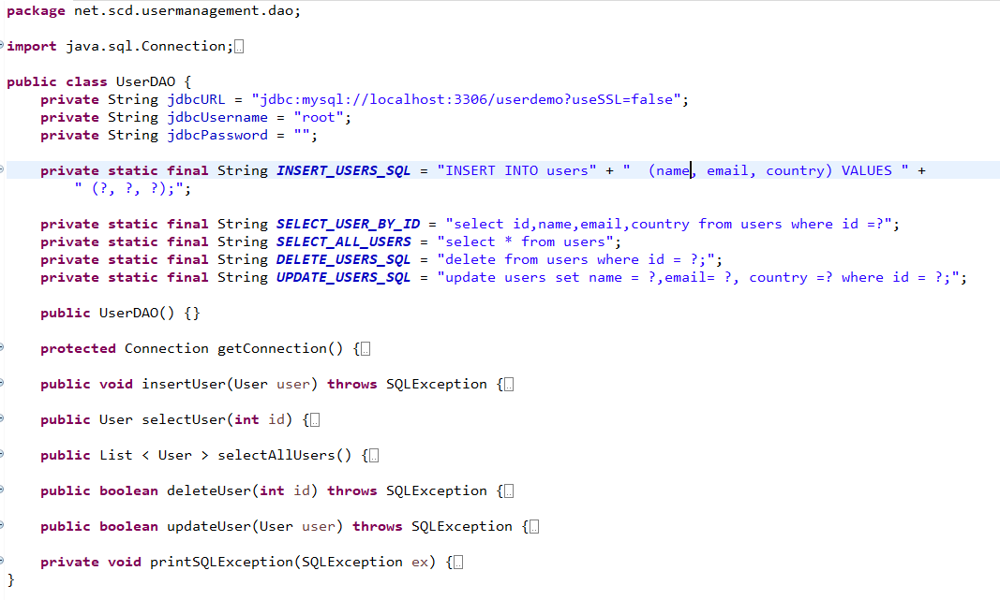 package net.scd.usermanagement.dao;
import java.sql.Connection;
public class UserDAO {
private String jdbcURL = "jdbc:mysql://localhost:3306/userdemo?useSSL=false";
private String jdbcUsername = "root";
private String jdbcPassword = "";
private static final String INSERT_USERS_SQL = "INSERT INTO users" + "  (name, email, country) VALUES " +
" (?, ?, ?);";
private static final String SELECT_USER_BY_ID = "select id,name,email,country from users where id =?";
private static final String SELECT_ALL_USERS = "select * from users";
private static final String DELETE_USERS_SQL = "delete from users where id = ?;";
private static final String UPDATE_USERS_SQL = "update users set name = ?,email= ?, country =? where id = ?;";
public UserDAO() {}
protected Connection getConnection() {
public void insertUser(User user) throws SQLException {
public User selectUser(int id) {
public List < User > selectAllUsers() {
public boolean deleteUser(int id) throws SQLException {
public boolean updateUser(User user) throws SQLException {
private void printSQLException(SQLException ex) {
}